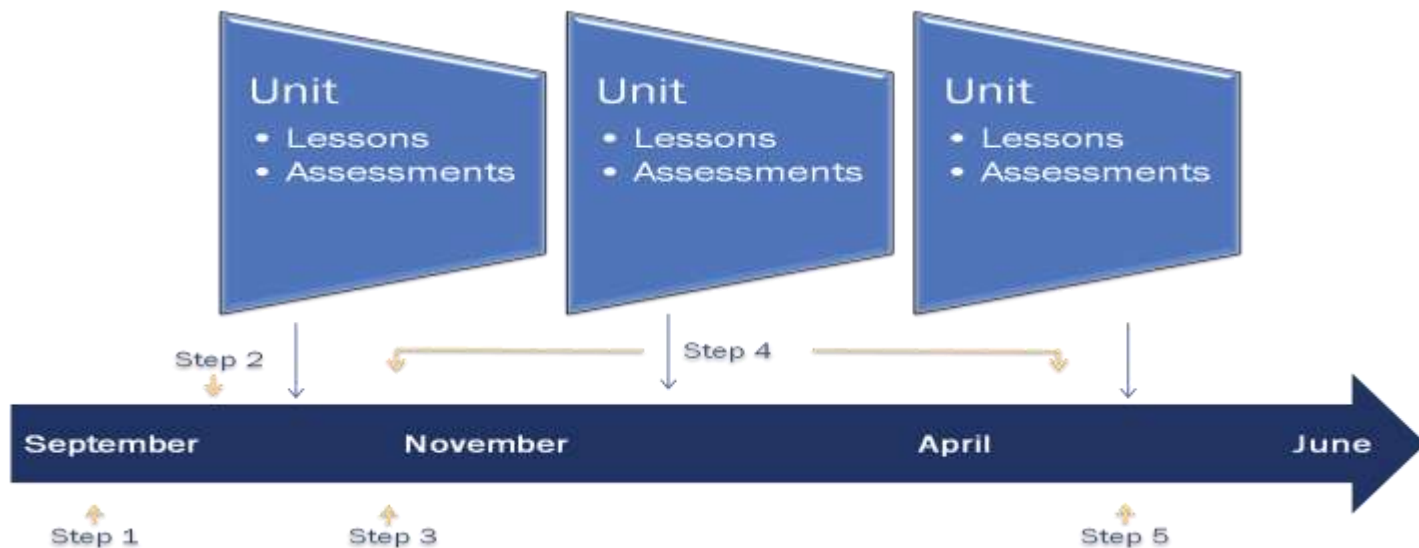 Unit
• Lessons
• Assessments
Unit
• Lessons
• Assessments
Unit
• Lessons
• Assessments
Step 2
Step 4
September
November
April
June
Step 1
Step 3
Step 5